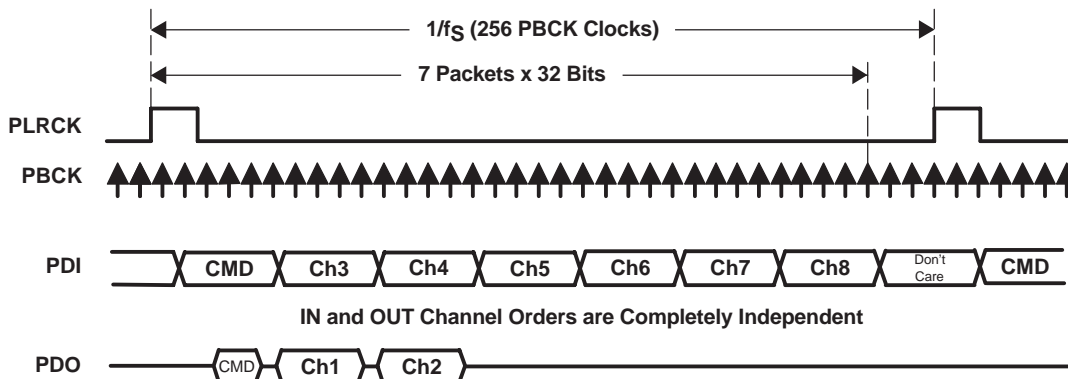 1/fS (256 PBCK Clocks)
7 Packets x 32 Bits
PLRCK
PBCK
PDI
CMD
Ch3
Ch4
Ch5
Ch6
Ch7
Ch8
Don't
Care
CMD
IN and OUT Channel Orders are Completely Independent
PDO
CMD
Ch1
Ch2